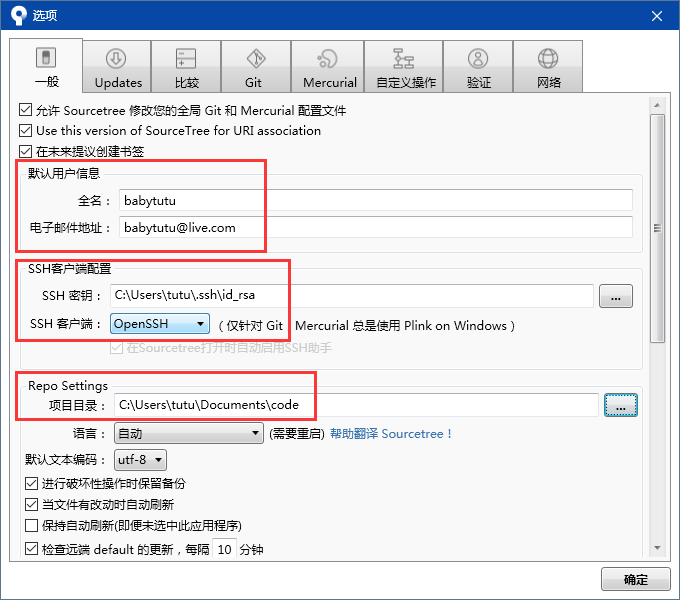 选项
一般 Updates 比较 Git Mercurial 自定义操作 验证 网络
允许 Sourcetree 修改您的全局 Git 和 Mercurial 配置文件
Use this version of SourceTree for URI association
在未来提议创建书签
默认用户信息
全名： babytutu
电子邮件地址： babytutu@live.com
SSH客户端配置
SSH 密钥： C:\Users\tutu\.ssh\id_rsa ...
SSH 客户端： OpenSSH （仅针对 Git Mercurial 总是使用 Plink on Windows）
在Sourcetree打开时自动启用SSH助手
Repo Settings
项目目录： C:\Users\tutu\Documents\code ...
语言： 自动 (需要重启) 帮助翻译 Sourcetree！
默认文本编码： utf-8
进行破坏性操作时保留备份
当文件有改动时自动刷新
保持自动刷新(即便未选中此应用程序)
检查远端 default 的更新，每隔 10 分钟
确定